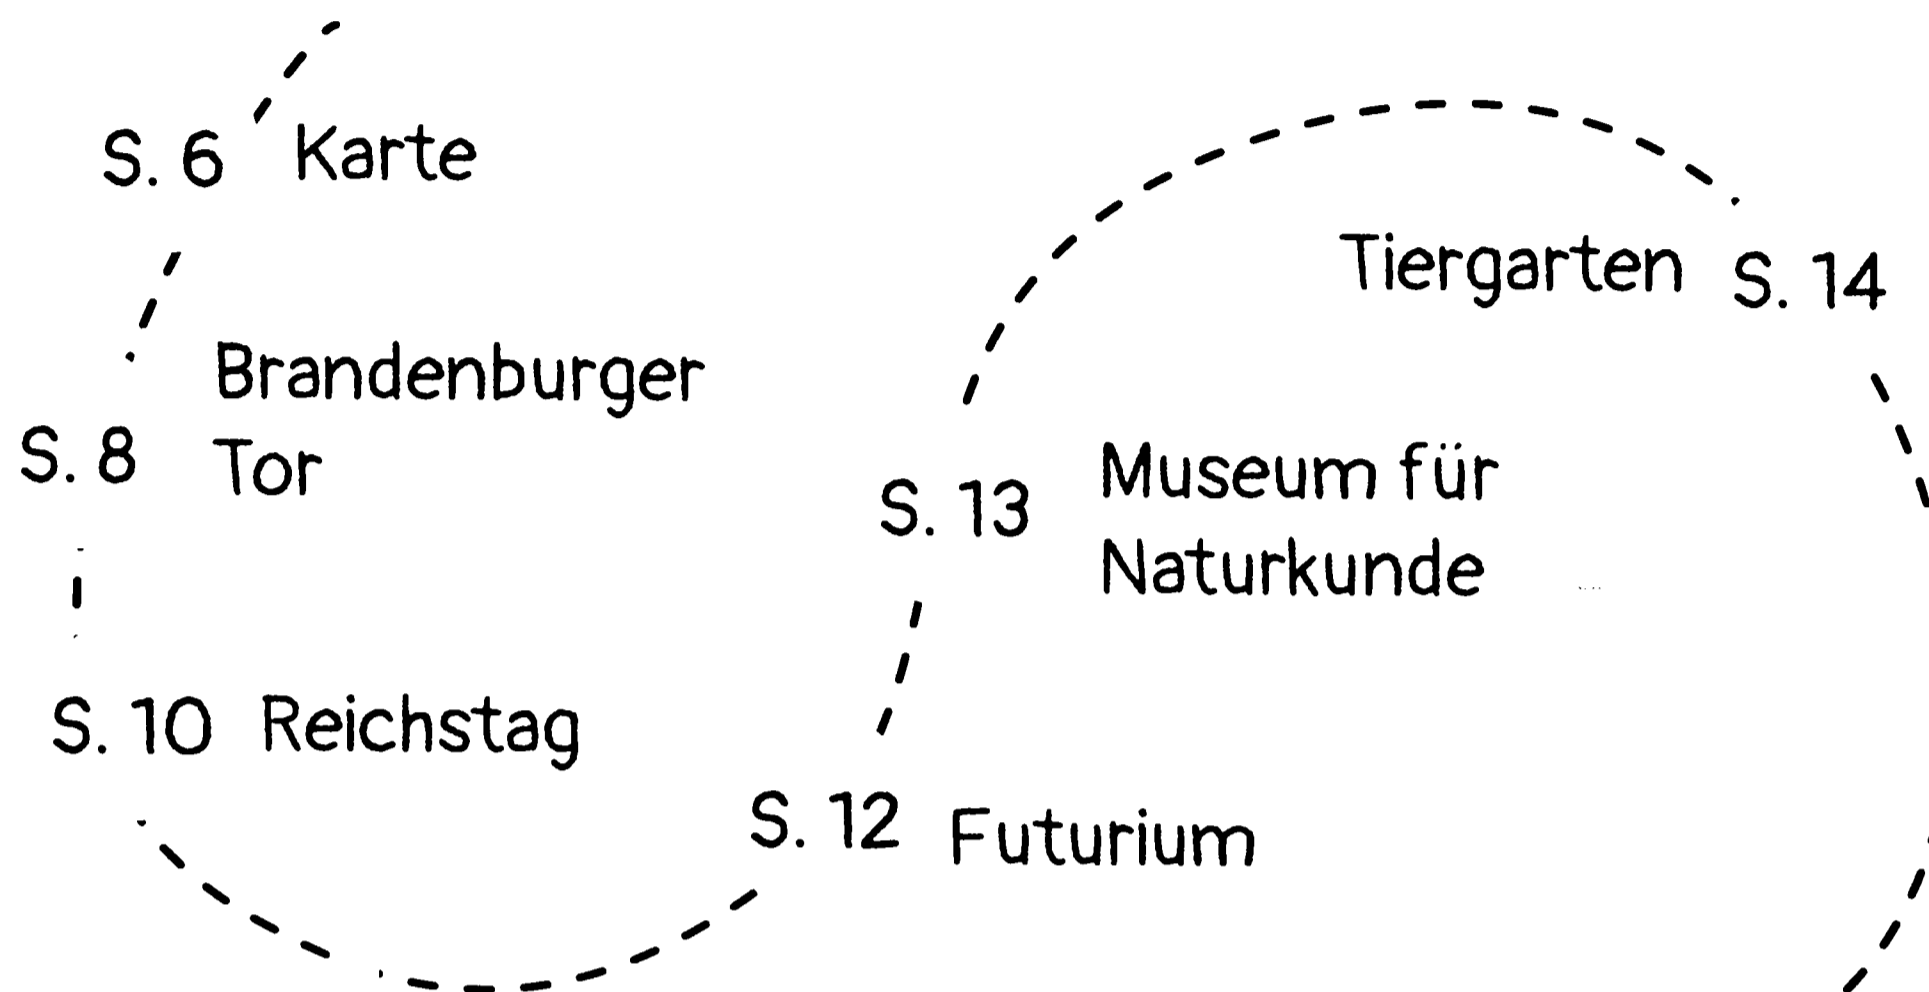 S. 6 Karte
S. 8 Brandenburger
Tor
S. 10 Reichstag
S. 12 Futurium
S. 13 Museum für
Naturkunde
Tiergarten S. 14